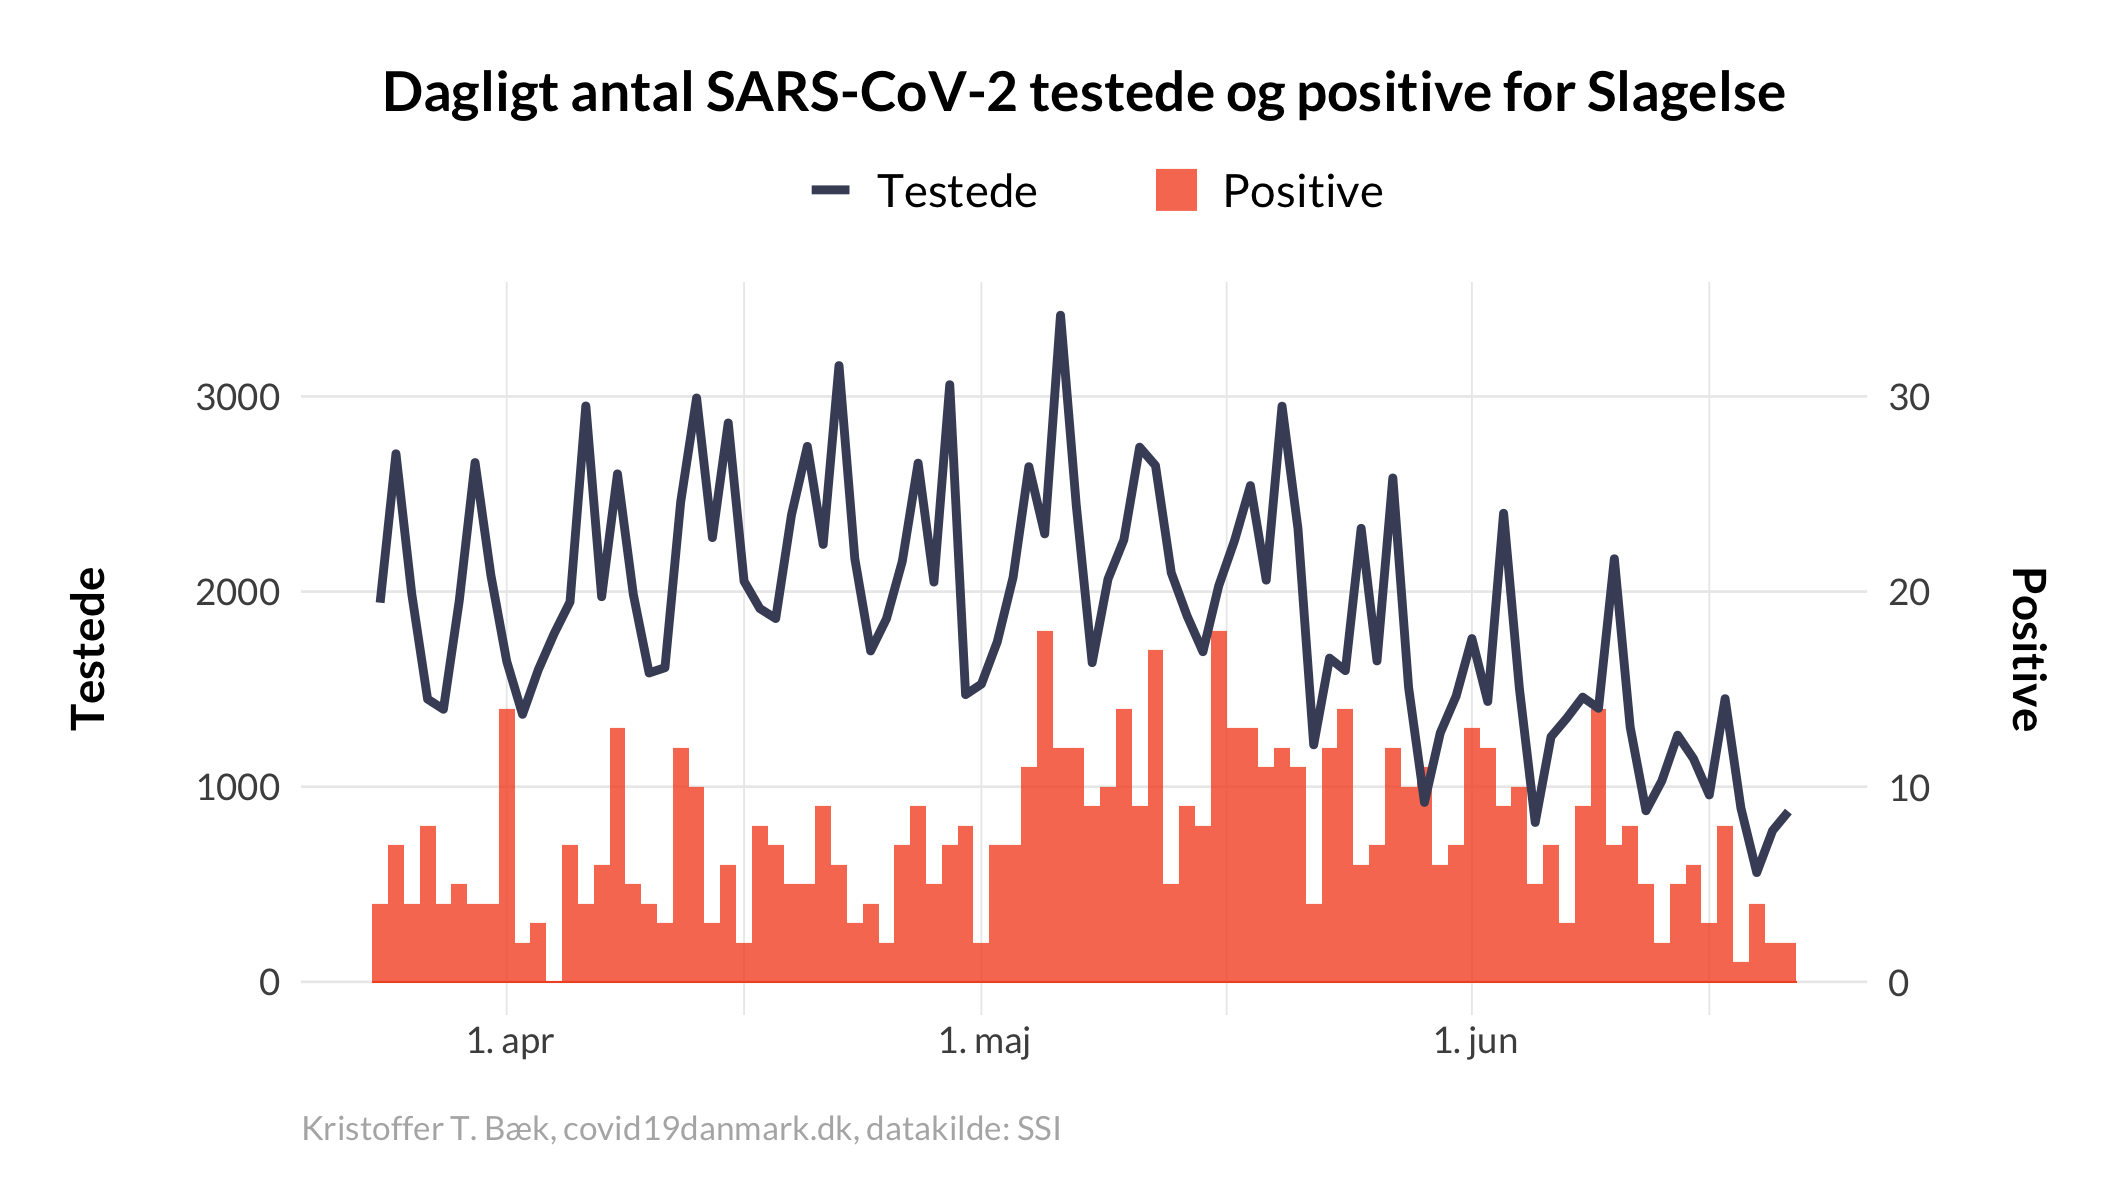 Dagligt antal SARS-CoV-2 testede og positive for Slagelse
Testede
Positive
Testede
3000
2000
1000
0
30
20
10
0
Positive
1. apr
1. maj
1. jun
Kristoffer T. Bæk, covid19danmark.dk, datakilde: SSI